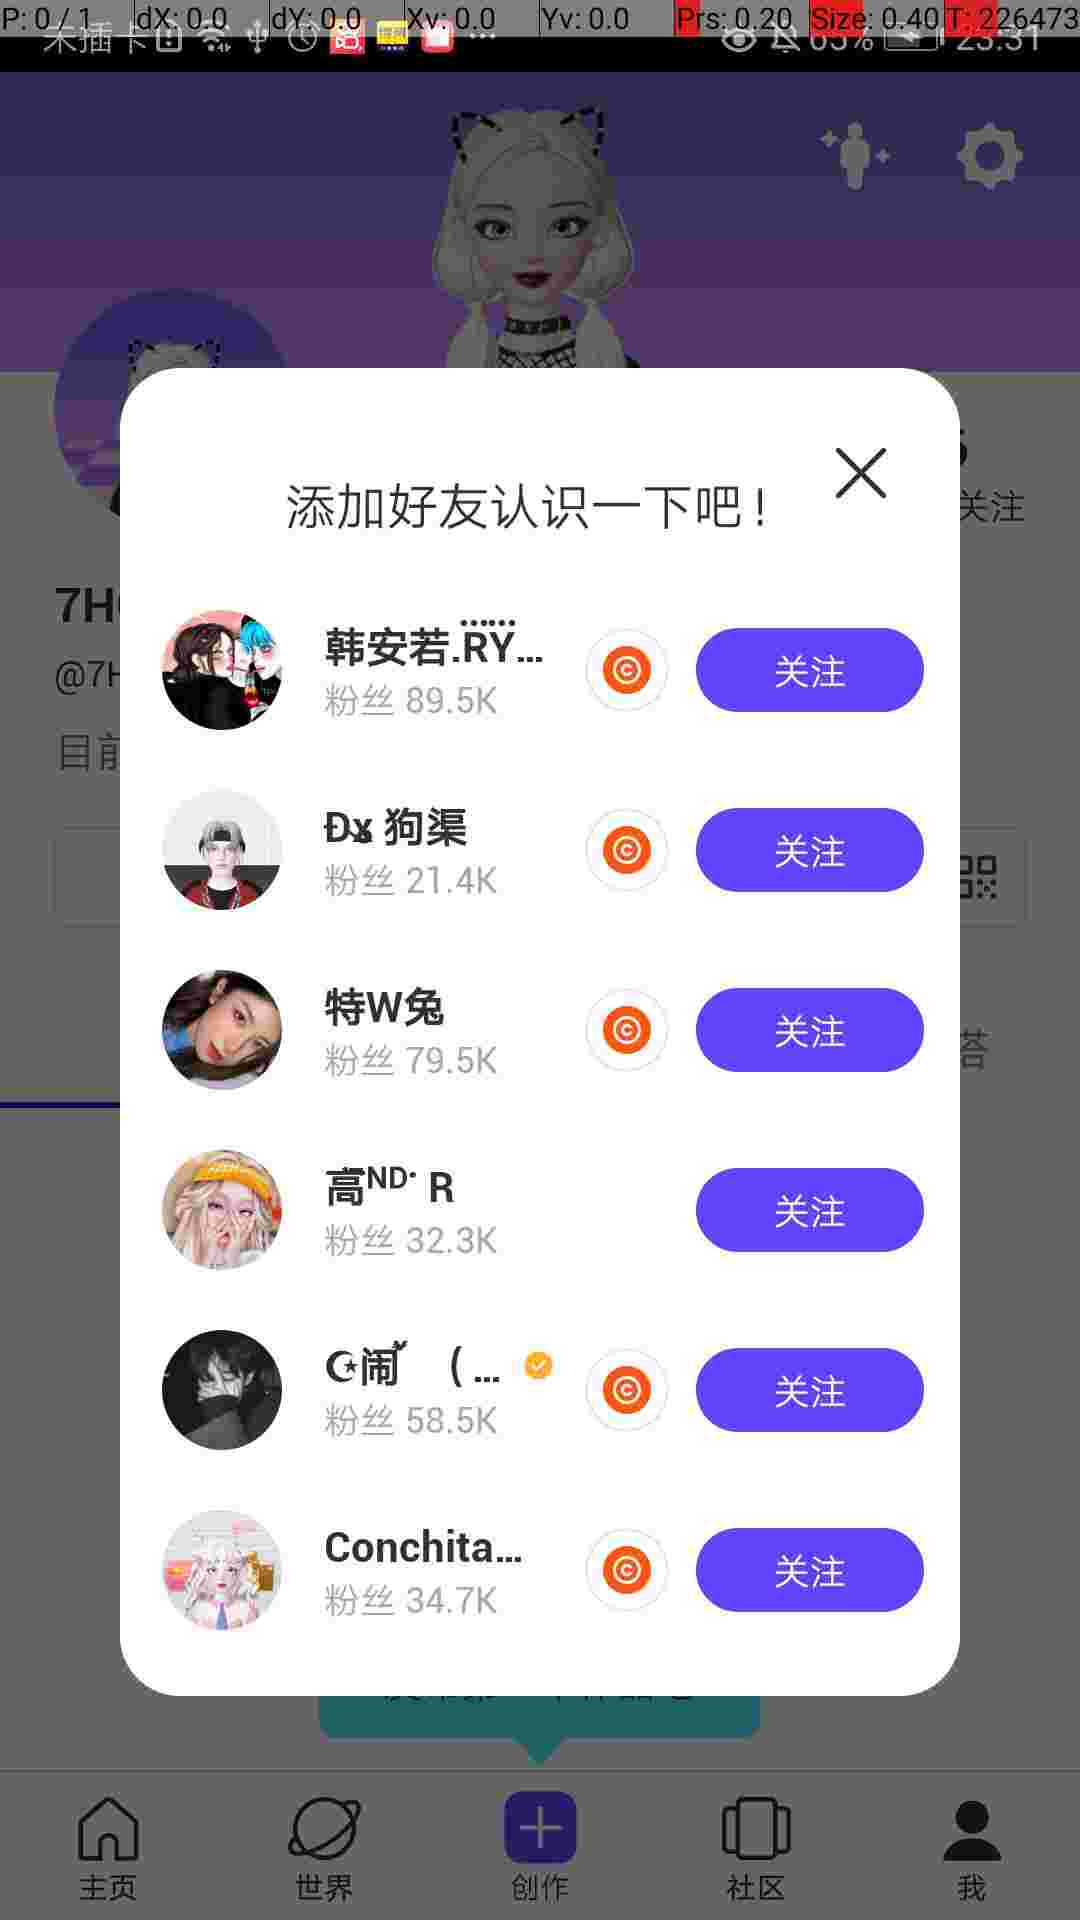 P: 0 / 1 dX: 0.0 dY: 0.0 Xv: 0.0 Yv: 0.0 Prs: 0.20 Size: 0.40 T: 226473
未插卡 63% 23:31
添加好友认识一下吧!
关注
7H
@7H
目前
韩安若.RY...
粉丝 89.5K
关注
Ðx 狗渠
粉丝 21.4K
关注
特W兔
粉丝 79.5K
关注
答
高ᴺᴰ· R
粉丝 32.3K
关注
☪闹 ( ...
粉丝 58.5K
关注
Conchita...
粉丝 34.7K
关注
主页 世界 创作 社区 我